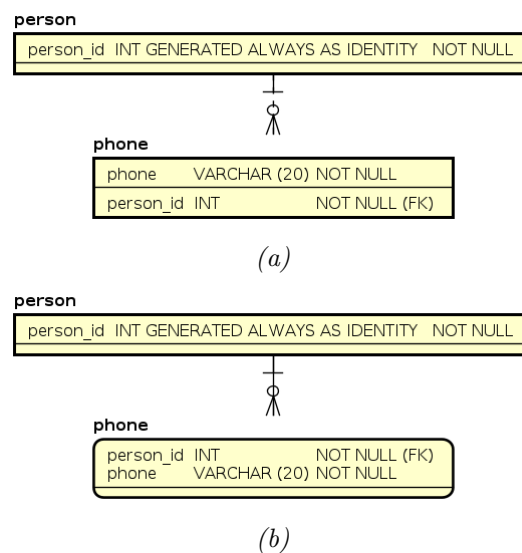 person
person_id INT GENERATED ALWAYS AS IDENTITY NOT NULL
phone
phone VARCHAR (20) NOT NULL
person_id INT NOT NULL (FK)
(a)
person
person_id INT GENERATED ALWAYS AS IDENTITY NOT NULL
phone
person_id INT NOT NULL (FK)
phone VARCHAR (20) NOT NULL
(b)